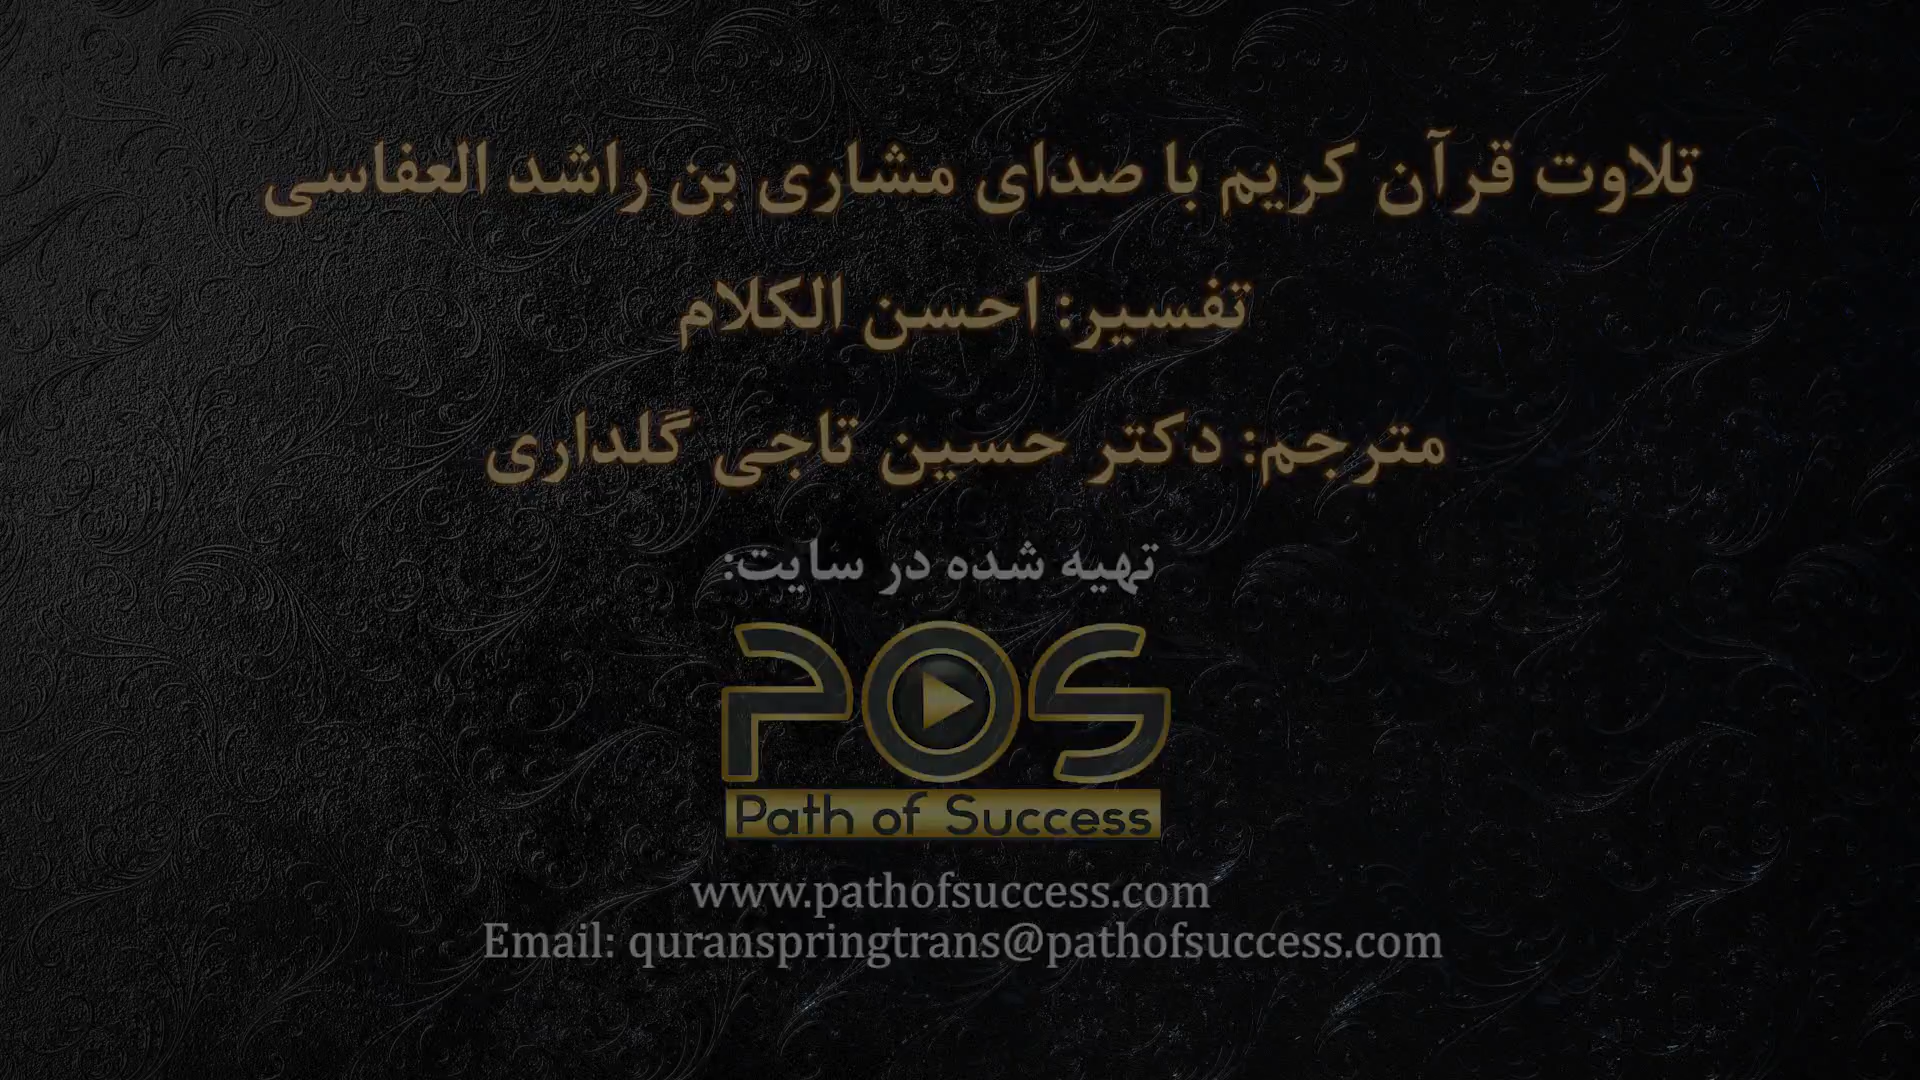 تلاوت قرآن کریم با صدای مشاری بن راشد العفاسی
تفسیر: احسن الکلام
مترجم: دکتر حسین تاجی گلداری
تهیه شده در سایت:
POS
Path of Success
www.pathofsuccess.com
Email: quranspringtrans@pathofsuccess.com